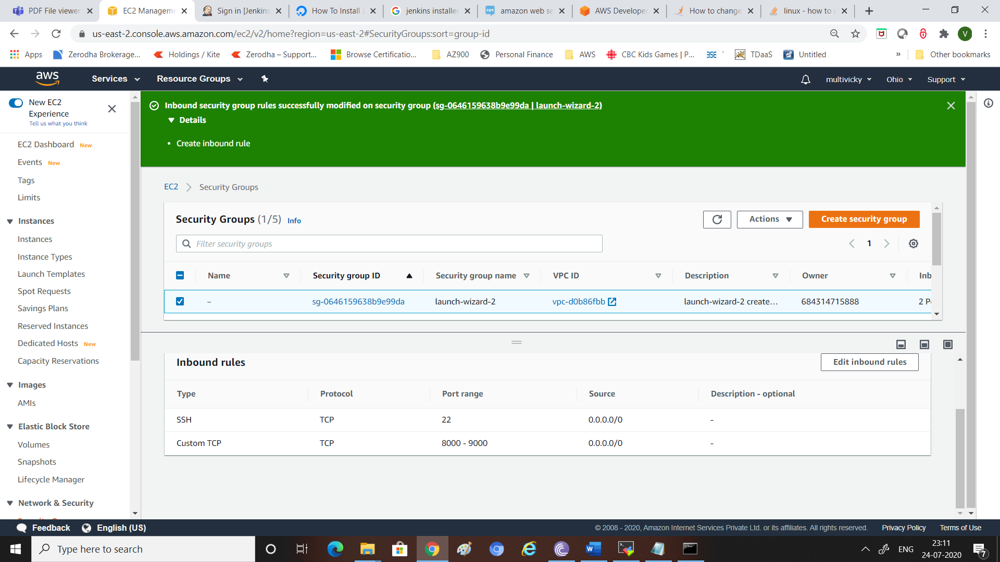 PDF File viewer
EC2 Manageme
Sign in [Jenkins
How To Install J
jenkins installed
amazon web se
AWS Developer
How to change
linux - how to c
us-east-2.console.aws.amazon.com/ec2/v2/home?region=us-east-2#SecurityGroups:sort=group-id
V
Apps
Zerodha Brokerage...
Holdings / Kite
Zerodha – Support...
Browse Certificatio...
AZ900
Personal Finance
AWS
CBC Kids Games | P...
BSE
TDaaS
Untitled
»
Other bookmarks
aws
Services
Resource Groups
multivicky
Ohio
Support
New EC2
Experience
Tell us what you think
EC2 Dashboard New
Events New
Tags
Limits
Instances
Instances
Instance Types
Launch Templates
Spot Requests
Savings Plans
Reserved Instances
Dedicated Hosts New
Capacity Reservations
Images
AMIs
Elastic Block Store
Volumes
Snapshots
Lifecycle Manager
Network & Security
Inbound security group rules successfully modified on security group (sg-0646159638b9e99da | launch-wizard-2)
Details
• Create inbound rule
EC2 > Security Groups
Security Groups (1/5) Info
Actions
Create security group
Filter security groups
1
Name Security group ID Security group name VPC ID Description Owner Inb
– sg-0646159638b9e99da launch-wizard-2 vpc-d0b86fbb launch-wizard-2 create... 684314715888 2 P
Inbound rules
Edit inbound rules
Type Protocol Port range Source Description - optional
SSH TCP 22 0.0.0.0/0 -
Custom TCP TCP 8000 - 9000 0.0.0.0/0 -
Feedback
English (US)
© 2008 - 2020, Amazon Internet Services Private Ltd. or its affiliates. All rights reserved.
Privacy Policy
Terms of Use
Type here to search
ENG
23:11
24-07-2020
7